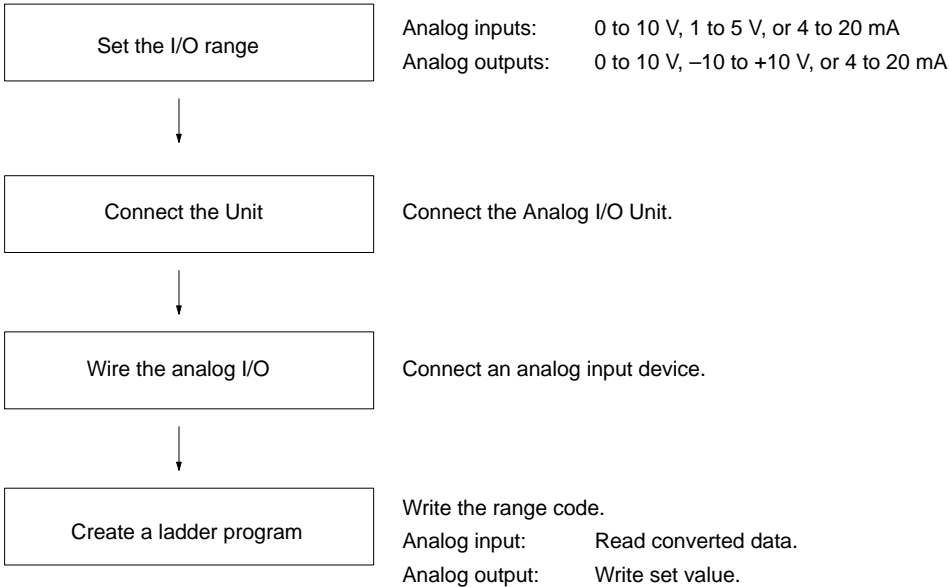 Set the I/O range
Analog inputs: 0 to 10 V, 1 to 5 V, or 4 to 20 mA
Analog outputs: 0 to 10 V, –10 to +10 V, or 4 to 20 mA
Connect the Unit
Connect the Analog I/O Unit.
Wire the analog I/O
Connect an analog input device.
Create a ladder program
Write the range code.
Analog input: Read converted data.
Analog output: Write set value.